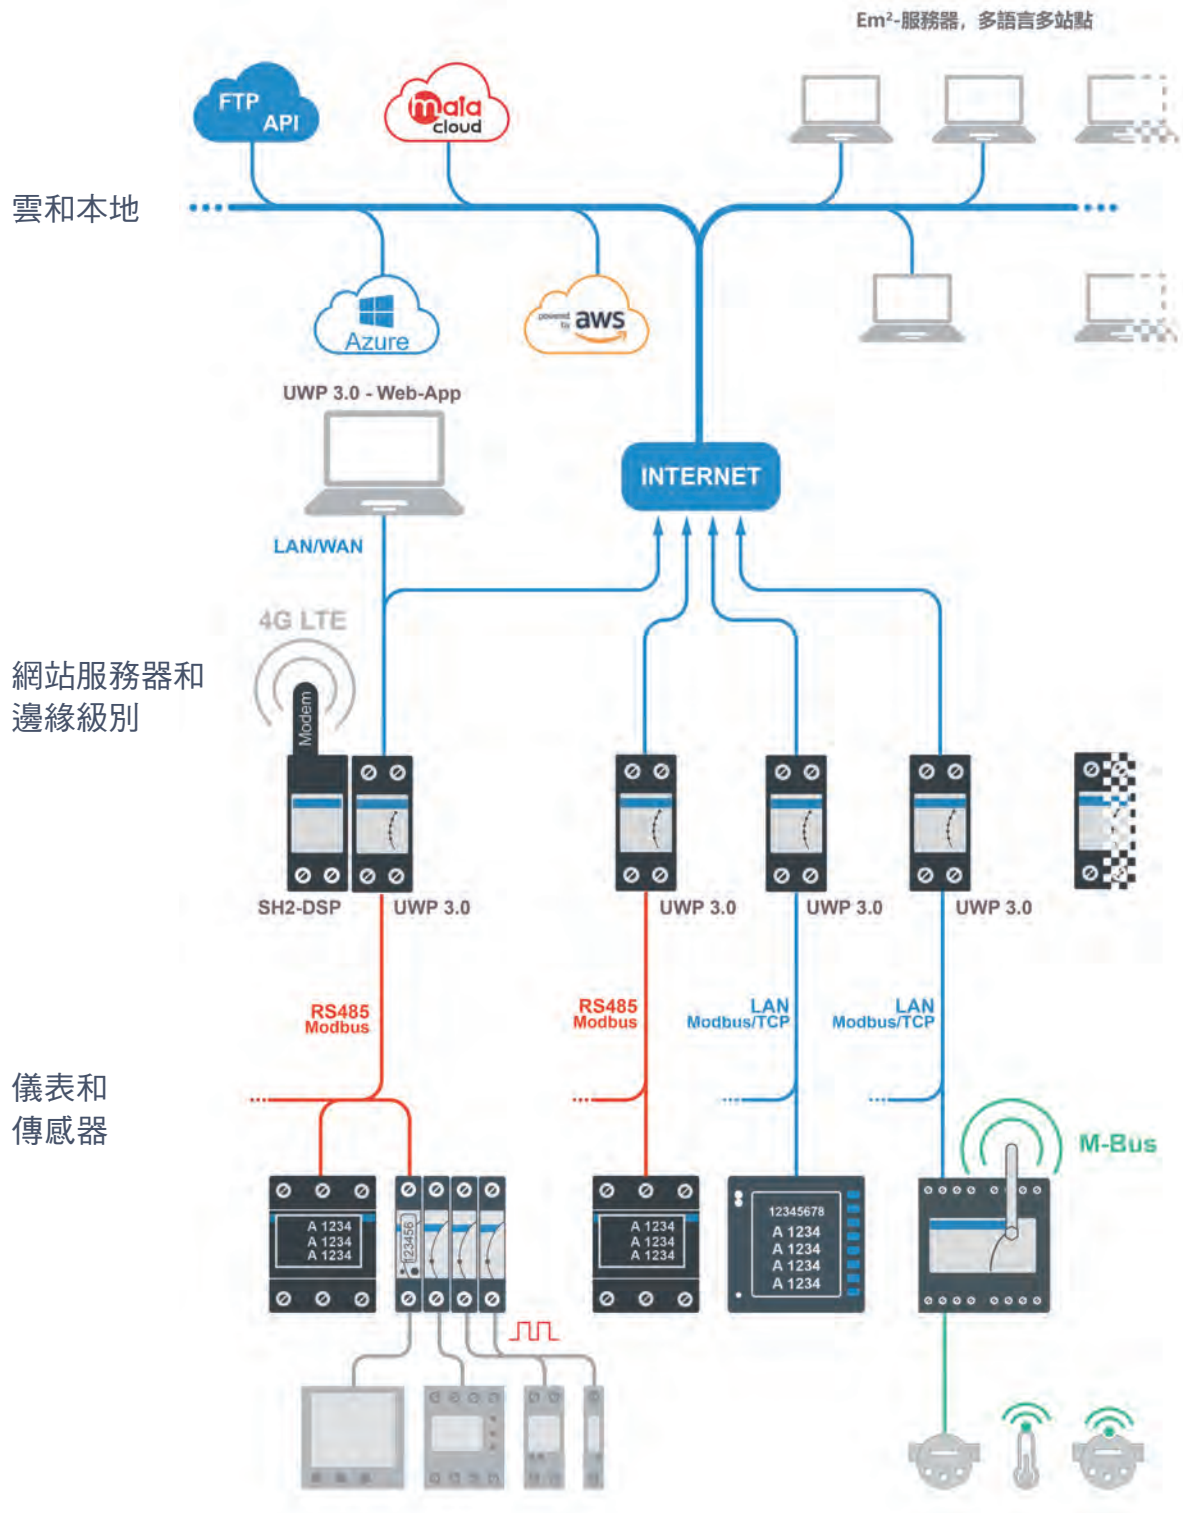 Em²-服務器，多語言多站點
FTP
API
maia
cloud
雲和本地
Azure
powered
by
aws
UWP 3.0 - Web-App
INTERNET
LAN/WAN
4G LTE
網站服務器和
邊緣級別
Modem
SH2-DSP
UWP 3.0
UWP 3.0
UWP 3.0
UWP 3.0
RS485
Modbus
RS485
Modbus
LAN
Modbus/TCP
LAN
Modbus/TCP
儀表和
傳感器
M-Bus
A 1234
A 1234
A 1234
123456
A 1234
A 1234
A 1234
12345678
A 1234
A 1234
A 1234
A 1234